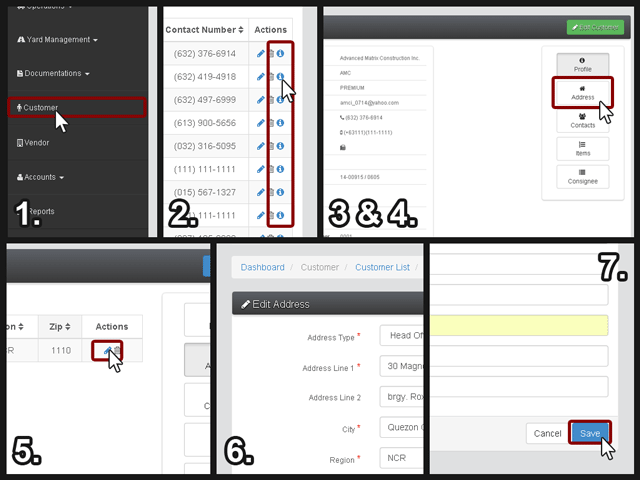 Operations
Yard Management
Documentations
Customer
Vendor
Accounts
Reports
1.
Contact Number Actions
(632) 376-6914
(632) 419-4918
(632) 497-6999
(613) 900-5656
(032) 316-5095
(111) 111-1111
(015) 567-1327
111-1111
2.
Edit Customer
Advanced Matrix Construction Inc.
AMC
PREMIUM
amci_0714@yahoo.com
(632) 376-6914
(+63111)(111-1111)
1A-00915 / 0605
Profile
Address
Contacts
Items
Consignee
3 & 4.
Zip Actions
1110
5.
Dashboard / Customer / Customer List /
Edit Address
Address Type * Head Of
Address Line 1 * 30 Magn
Address Line 2 brgy. Rox
City * Quezon
Region * NCR
6.
7.
Cancel Save